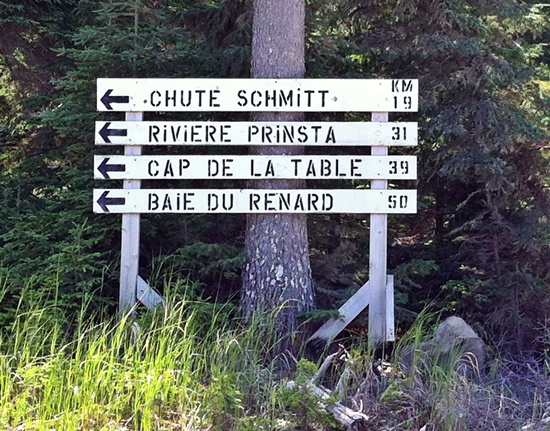 KM
CHUTE SCHMITT 19
RIVIERE PRINSTA 31
CAP DE LA TABLE 39
BAIE DU RENARD 50